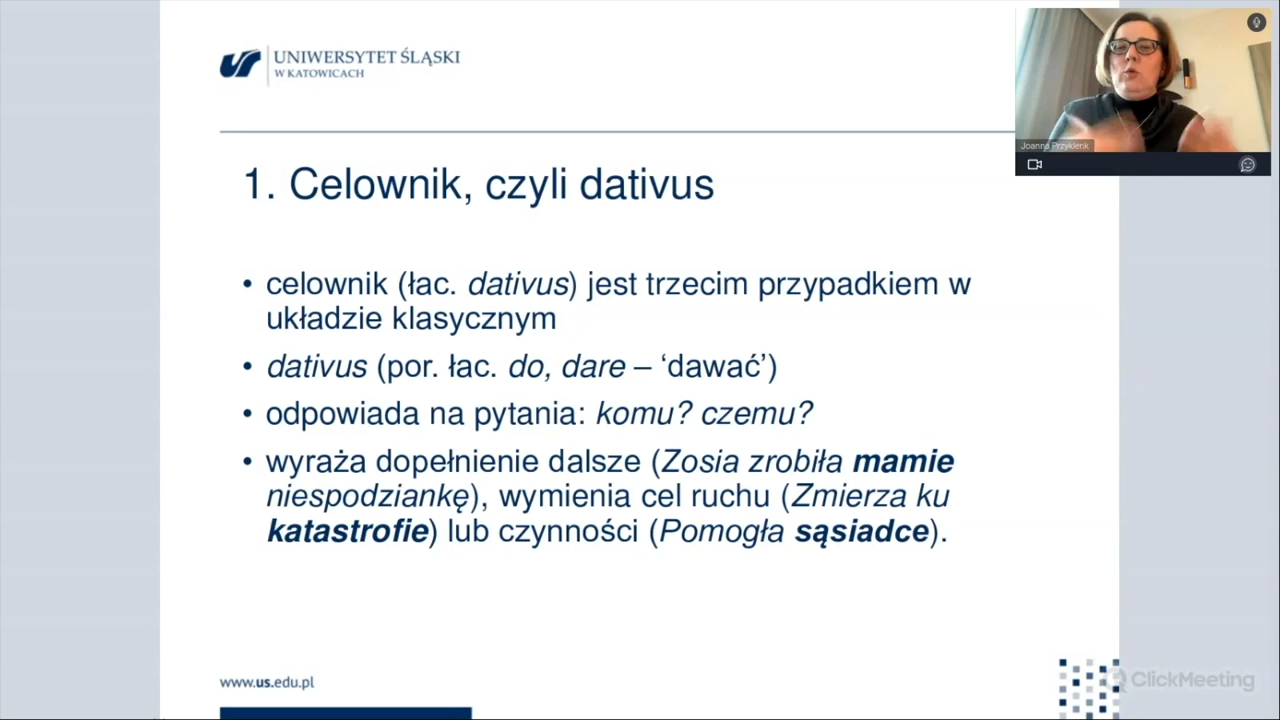 UNIWERSYTET ŚLĄSKI
W KATOWICACH
Joanna Przyklenk
1. Celownik, czyli dativus
• celownik (łac. dativus) jest trzecim przypadkiem w
układzie klasycznym
• dativus (por. łac. do, dare – ‘dawać’)
• odpowiada na pytania: komu? czemu?
• wyraża dopełnienie dalsze (Zosia zrobiła mamie
niespodziankę), wymienia cel ruchu (Zmierza ku
katastrofie) lub czynności (Pomogła sąsiadce).
www.us.edu.pl
ClickMeeting